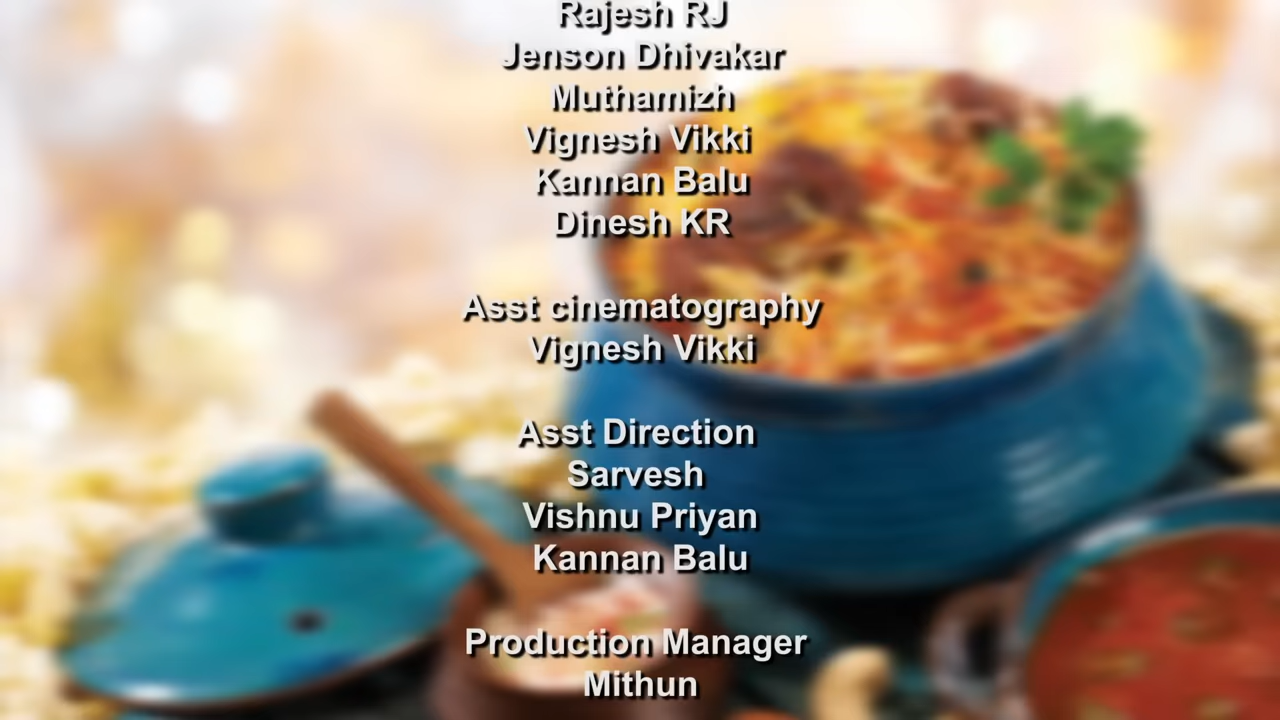 Rajesh RJ
Jenson Dhivakar
Muthamizh
Vignesh Vikki
Kannan Balu
Dinesh KR
Asst cinematography
Vignesh Vikki
Asst Direction
Sarvesh
Vishnu Priyan
Kannan Balu
Production Manager
Mithun